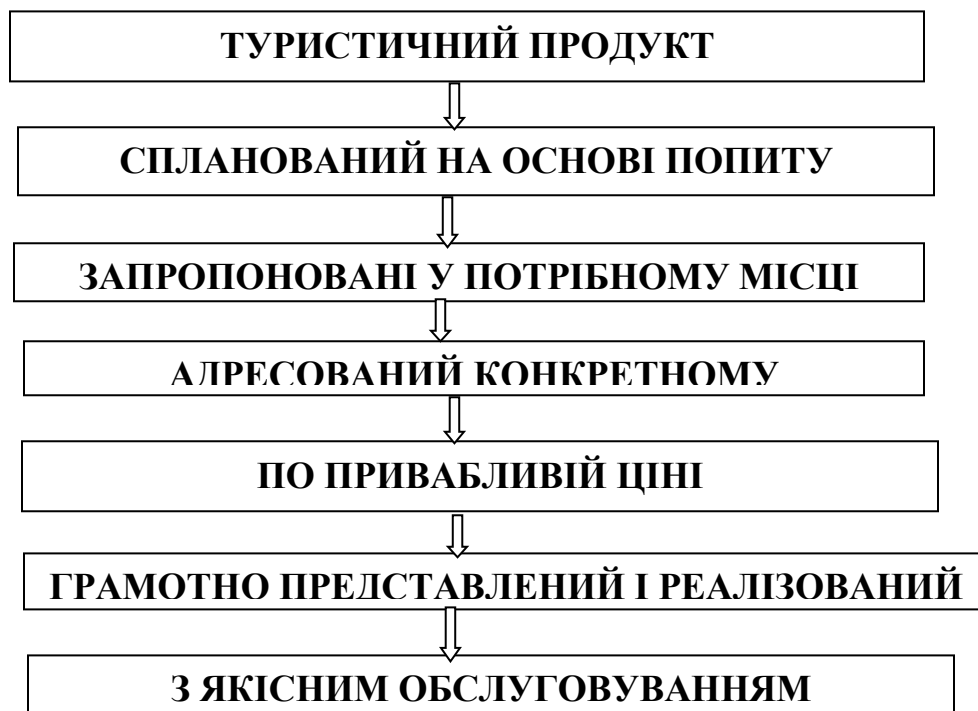 ТУРИСТИЧНИЙ ПРОДУКТ
СПЛАНОВАНИЙ НА ОСНОВІ ПОПИТУ
ЗАПРОПОНОВАНІ У ПОТРІБНОМУ МІСЦІ
АДРЕСОВАНИЙ КОНКРЕТНОМУ
ПО ПРИВАБЛИВІЙ ЦІНІ
ГРАМОТНО ПРЕДСТАВЛЕНИЙ І РЕАЛІЗОВАНИЙ
З ЯКІСНИМ ОБСЛУГОВУВАННЯМ